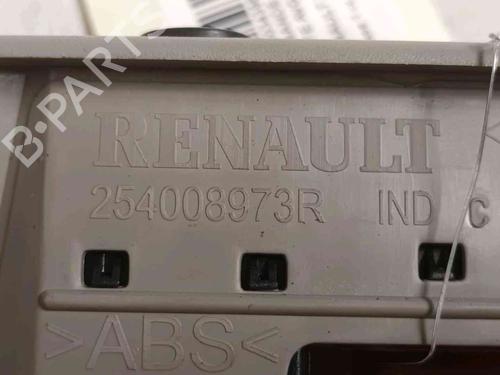 RENAULT
254008973R IND C
>ABS<
B-PARTS